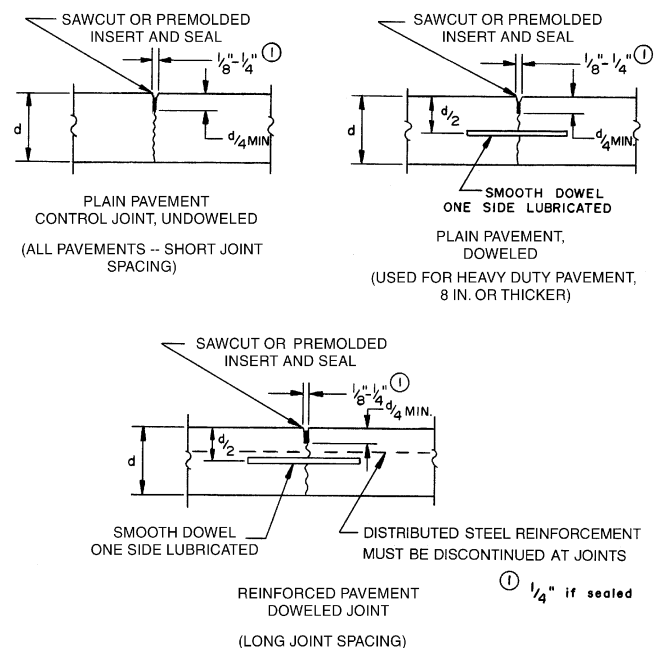 SAWCUT OR PREMOLDED
INSERT AND SEAL
1/8"-1/4" ①
d
d/4 MIN
PLAIN PAVEMENT
CONTROL JOINT, UNDOWELED
(ALL PAVEMENTS -- SHORT JOINT
SPACING)
SAWCUT OR PREMOLDED
INSERT AND SEAL
1/8"-1/4" ①
d
d/2
d/4 MIN.
SMOOTH DOWEL
ONE SIDE LUBRICATED
PLAIN PAVEMENT,
DOWELED
(USED FOR HEAVY DUTY PAVEMENT,
8 IN. OR THICKER)
SAWCUT OR PREMOLDED
INSERT AND SEAL
1/8"-1/4" ①
d/4 MIN.
d
d/2
SMOOTH DOWEL
ONE SIDE LUBRICATED
DISTRIBUTED STEEL REINFORCEMENT
MUST BE DISCONTINUED AT JOINTS
REINFORCED PAVEMENT
DOWELED JOINT
(LONG JOINT SPACING)
① 1/4" if sealed